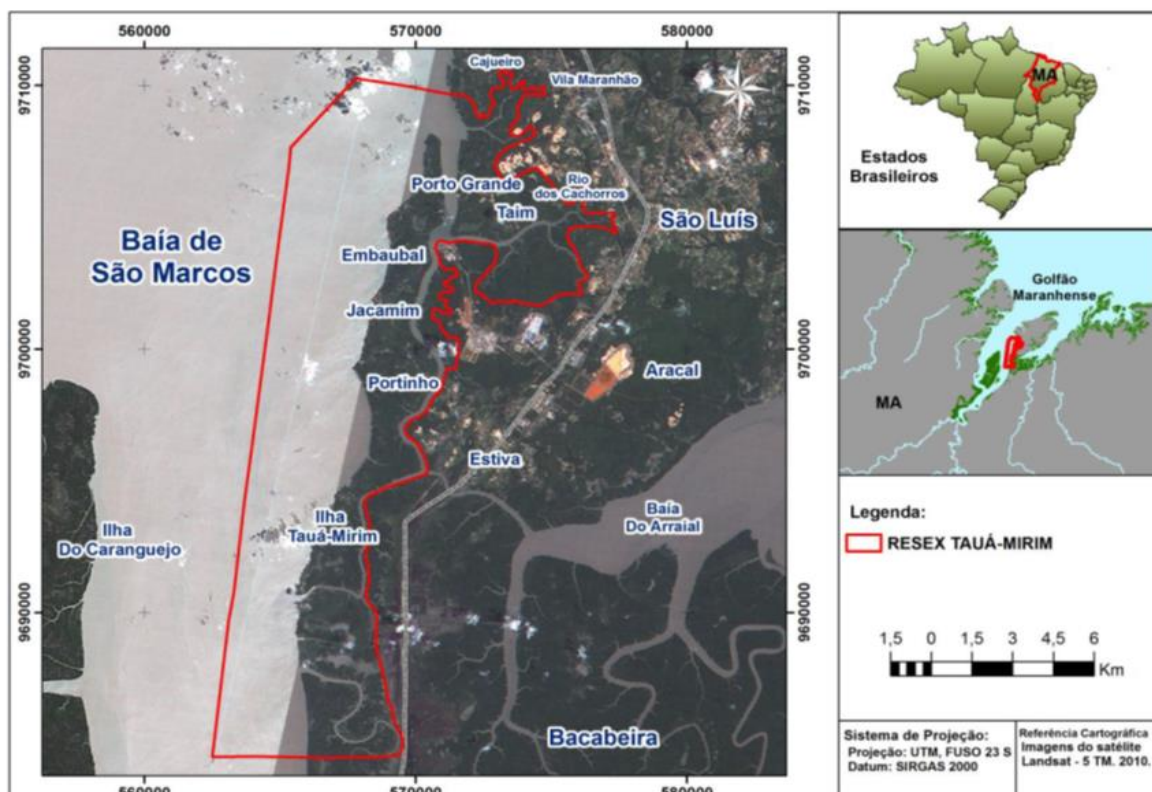 560000
570000
580000
9710000
9710000
Cajueiro
Vila Maranhão
Porto Grande
Rio
dos Cachorros
Taim
São Luís
Baía de
São Marcos
Embaubal
Jacamim
9700000
9700000
Portinho
Aracal
Estiva
Ilha
Do Caranguejo
Ilha
Tauá-Mirim
Baía
Do Arraial
9690000
9690000
Bacabeira
560000
570000
580000
MA
Estados
Brasileiros
Golfão
Maranhense
MA
Legenda:
RESEX TAUÁ-MIRIM
1,5 0 1,5 3 4,5 6
Km
Sistema de Projeção:
Projeção: UTM, FUSO 23 S
Datum: SIRGAS 2000
Referência Cartográfica
Imagens do satélite
Landsat - 5 TM. 2010.